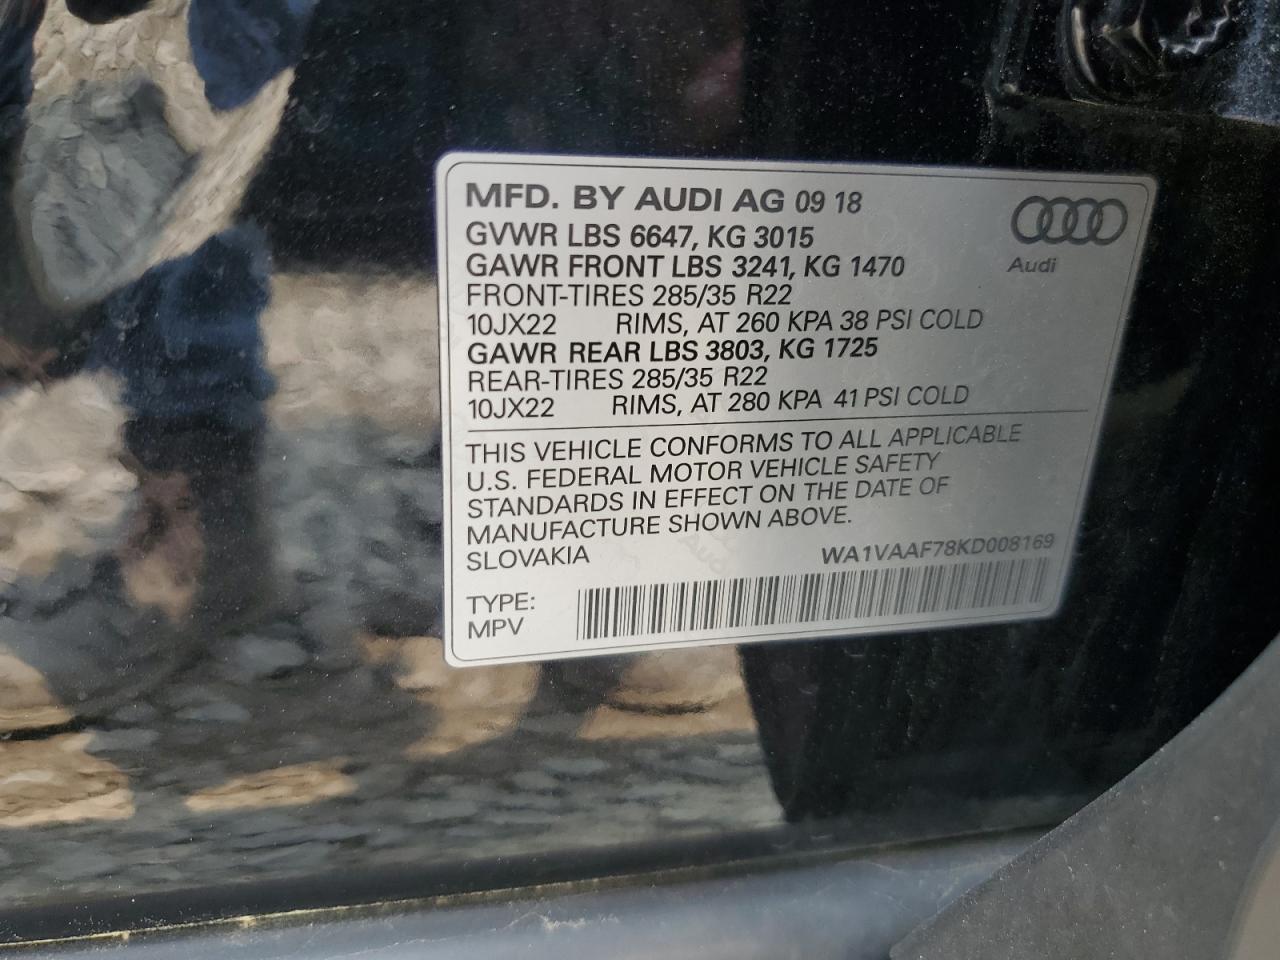 MFD. BY AUDI AG 09 18
GVWR LBS 6647, KG 3015
GAWR FRONT LBS 3241, KG 1470
FRONT-TIRES 285/35 R22
10JX22 RIMS, AT 260 KPA 38 PSI COLD
GAWR REAR LBS 3803, KG 1725
REAR-TIRES 285/35 R22
10JX22 RIMS, AT 280 KPA 41 PSI COLD
Audi
THIS VEHICLE CONFORMS TO ALL APPLICABLE
U.S. FEDERAL MOTOR VEHICLE SAFETY
STANDARDS IN EFFECT ON THE DATE OF
MANUFACTURE SHOWN ABOVE.
SLOVAKIA WA1VAAF78KD008169
TYPE:
MPV